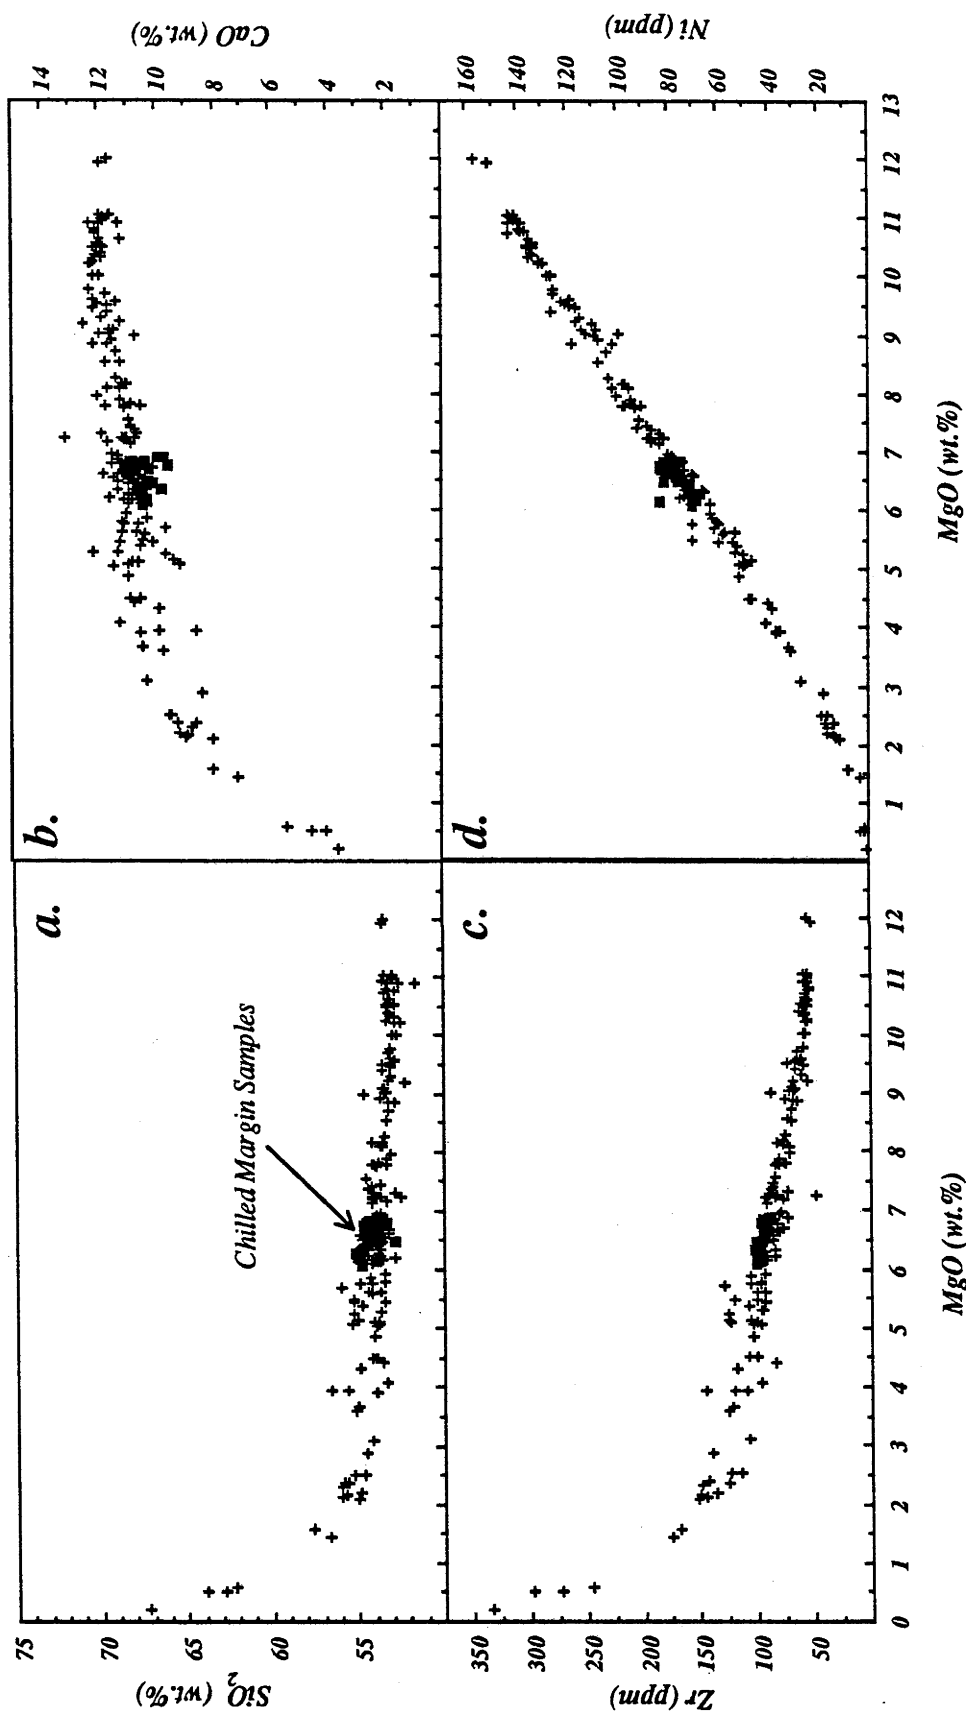 a.
b.
c.
d.
Chilled Margin Samples
SiO2 (wt.%)
75
65
55
CaO (wt.%)
14
12
10
8
6
4
2
Zr (ppm)
350
300
250
200
150
100
50
Ni (ppm)
160
140
120
100
80
60
40
20
0 1 2 3 4 5 6 7 8 9 10 11 12
MgO (wt.%)
1 2 3 4 5 6 7 8 9 10 11 12 13
MgO (wt.%)